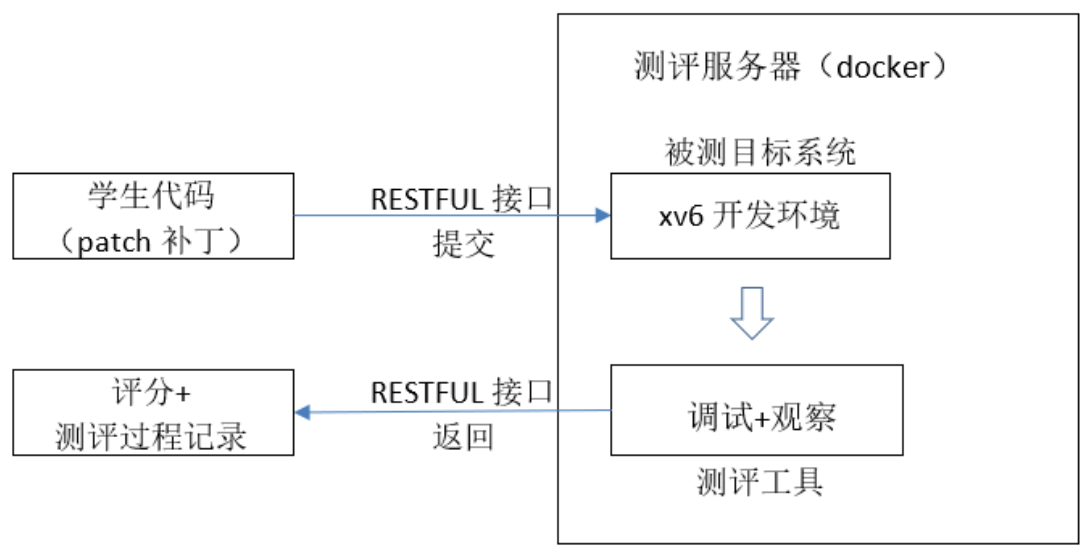 测评服务器（docker）
被测目标系统
学生代码
（patch 补丁）
RESTFUL 接口
提交
xv6 开发环境
评分+
测评过程记录
RESTFUL 接口
返回
调试+观察
测评工具